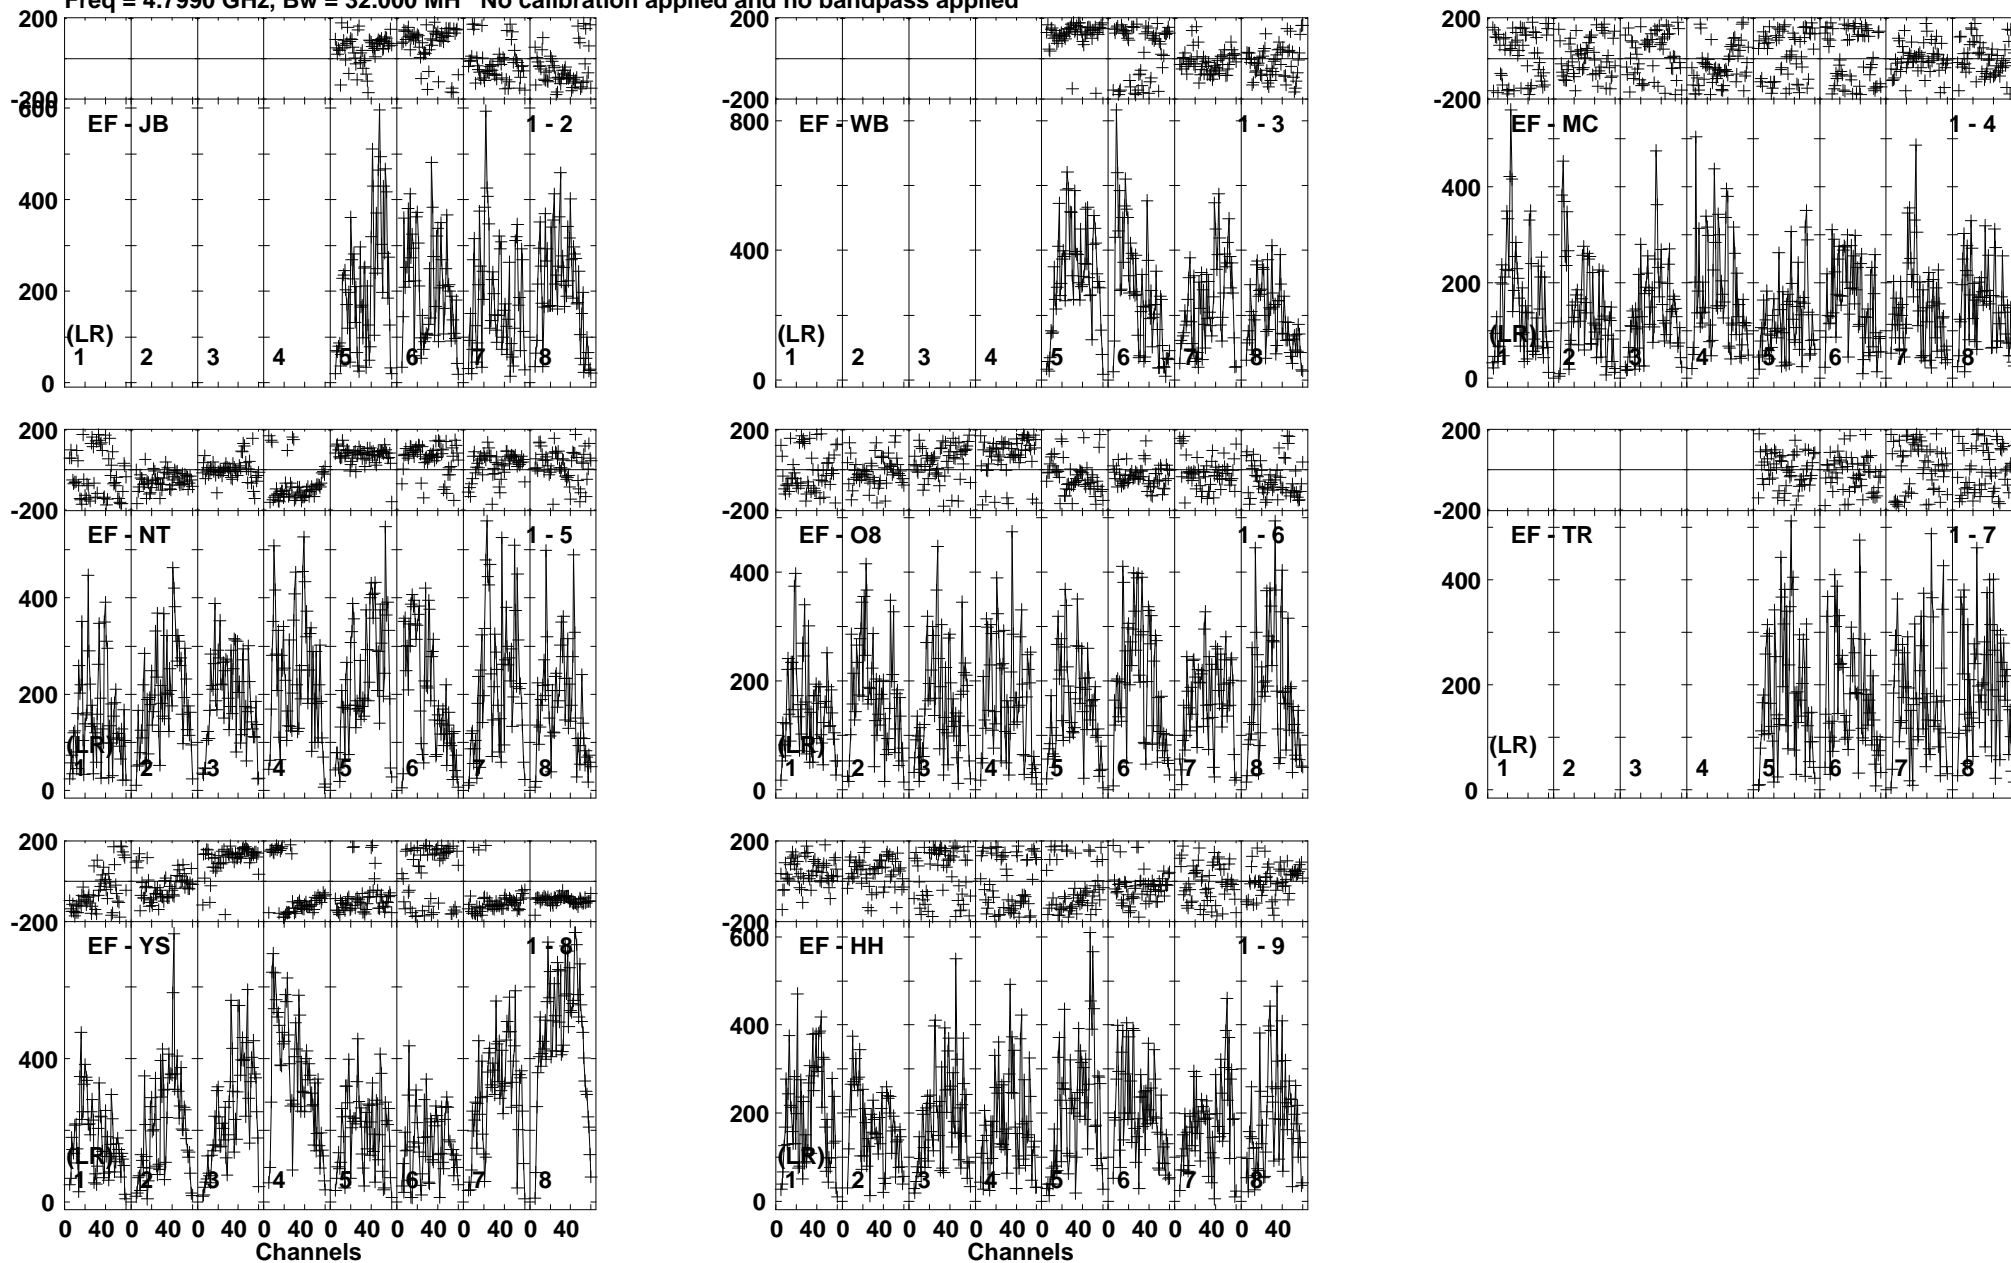 Freq = 4.7990 GHz, Bw = 32.000 MH No calibration applied and no bandpass applied
200 200 200
-200 -200 -200
600
EF - JB 1 - 2 800 EF - WB 1 - 3 EF - MC 1 - 4
400 400 400
200 200
(LR) (LR) (LR)
1 2 3 4 5 6 7 8 1 2 3 4 5 6 7 8 1 2 3 4 5 6 7 8
0 0 0
200 200 200
-200 -200 -200
EF - NT 1 - 5 EF - O8 1 - 6 EF - TR 1 - 7
400 400 400
200 200 200
(LR) (LR) (LR)
1 2 3 4 5 6 7 8 1 2 3 4 5 6 7 8 1 2 3 4 5 6 7 8
0 0 0
200 200
-200 -200
600
EF - YS 1 - 8 EF - HH 1 - 9
400 400
200
(LR) (LR)
1 2 3 4 5 6 7 8 1 2 3 4 5 6 7 8
0 0
0 40 0 40 0 40 0 40 0 40 0 40 0 40 0 40 0 40 0 40 0 40 0 40 0 40 0 40 0 40 0 40
Channels Channels